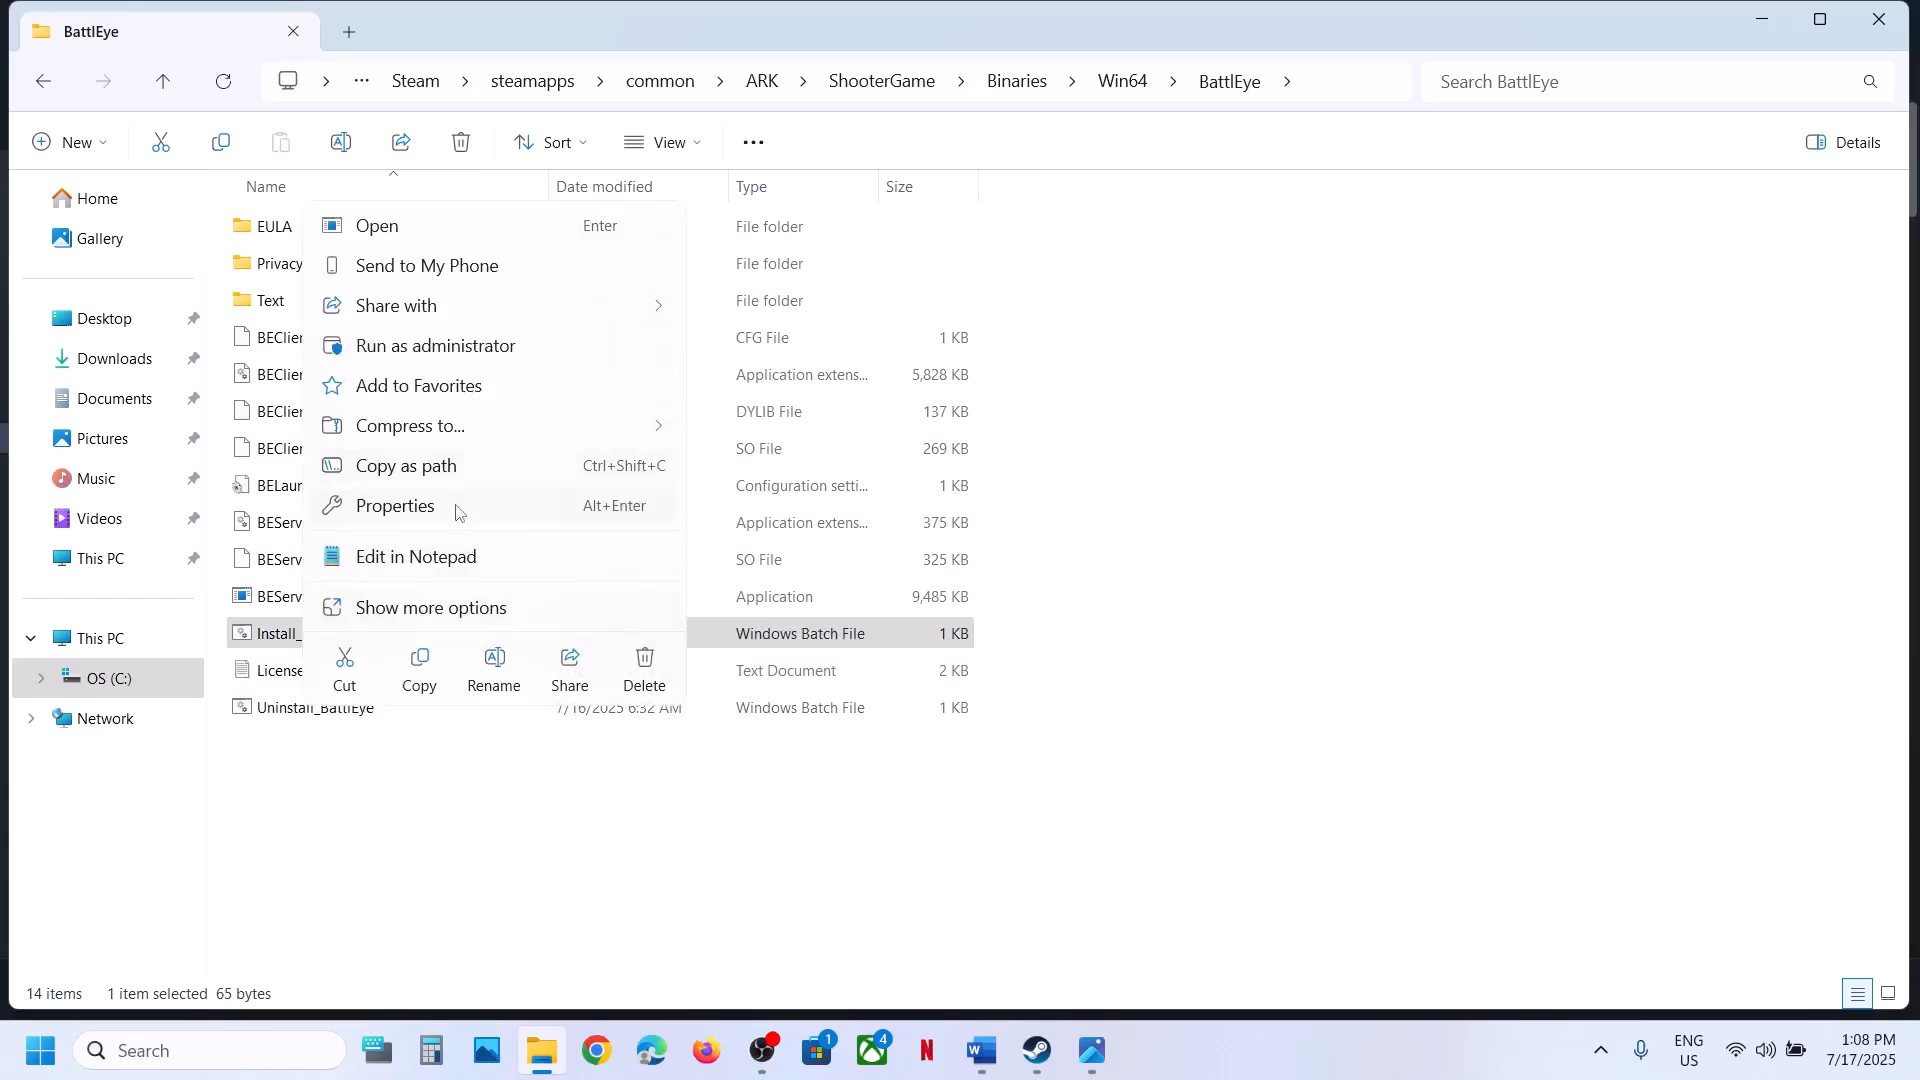 BattlEye
Steam
steamapps
common
ARK
ShooterGame
Binaries
Win64
BattlEye
Search BattlEye
New
Sort
View
Details
Name
Date modified
Type
Size
Home
Gallery
Desktop
Downloads
Documents
Pictures
Music
Videos
This PC
This PC
OS (C:)
Network
EULA
File folder
Privacy
File folder
Text
File folder
BEClie
CFG File
1 KB
BEClie
Application extens...
5,828 KB
BEClie
DYLIB File
137 KB
BEClie
SO File
269 KB
BELau
Configuration setti...
1 KB
BEServ
Application extens...
375 KB
BEServ
SO File
325 KB
BEServ
Application
9,485 KB
Install_
Windows Batch File
1 KB
License
Text Document
2 KB
Uninstall_BattlEye
7/16/2025 6:32 AM
Windows Batch File
1 KB
Open
Enter
Send to My Phone
Share with
Run as administrator
Add to Favorites
Compress to...
Copy as path
Ctrl+Shift+C
Properties
Alt+Enter
Edit in Notepad
Show more options
Cut
Copy
Rename
Share
Delete
14 items
1 item selected
65 bytes
Search
1
4
ENG
US
1:08 PM
7/17/2025